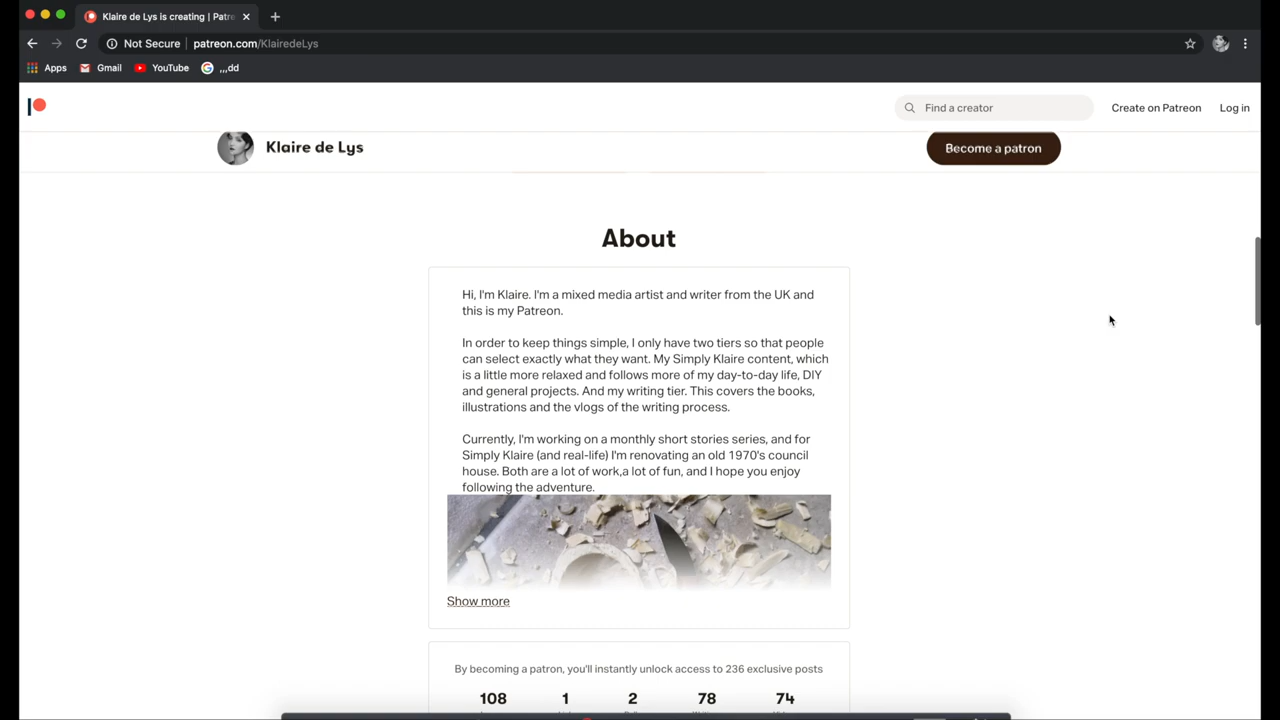 Klaire de Lys is creating | Patr
Not Secure
patreon.com/KlairedeLys
Apps
Gmail
YouTube
,,,dd
Find a creator
Create on Patreon
Log in
Klaire de Lys
Become a patron
About
Hi, I'm Klaire. I'm a mixed media artist and writer from the UK and
this is my Patreon.
In order to keep things simple, I only have two tiers so that people
can select exactly what they want. My Simply Klaire content, which
is a little more relaxed and follows more of my day-to-day life, DIY
and general projects. And my writing tier. This covers the books,
illustrations and the vlogs of the writing process.
Currently, I'm working on a monthly short stories series, and for
Simply Klaire (and real-life) I'm renovating an old 1970's council
house. Both are a lot of work,a lot of fun, and I hope you enjoy
following the adventure.
Show more
By becoming a patron, you'll instantly unlock access to 236 exclusive posts
108
1
2
78
74